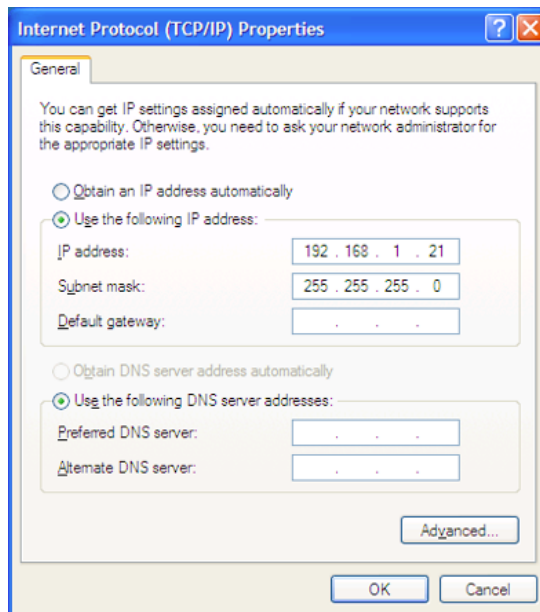 Internet Protocol (TCP/IP) Properties
General
You can get IP settings assigned automatically if your network supports
this capability. Otherwise, you need to ask your network administrator for
the appropriate IP settings.
Obtain an IP address automatically
Use the following IP address:
IP address: 192 . 168 . 1 . 21
Subnet mask: 255 . 255 . 255 . 0
Default gateway: . . .
Obtain DNS server address automatically
Use the following DNS server addresses:
Preferred DNS server: . . .
Alternate DNS server: . . .
Advanced...
OK Cancel